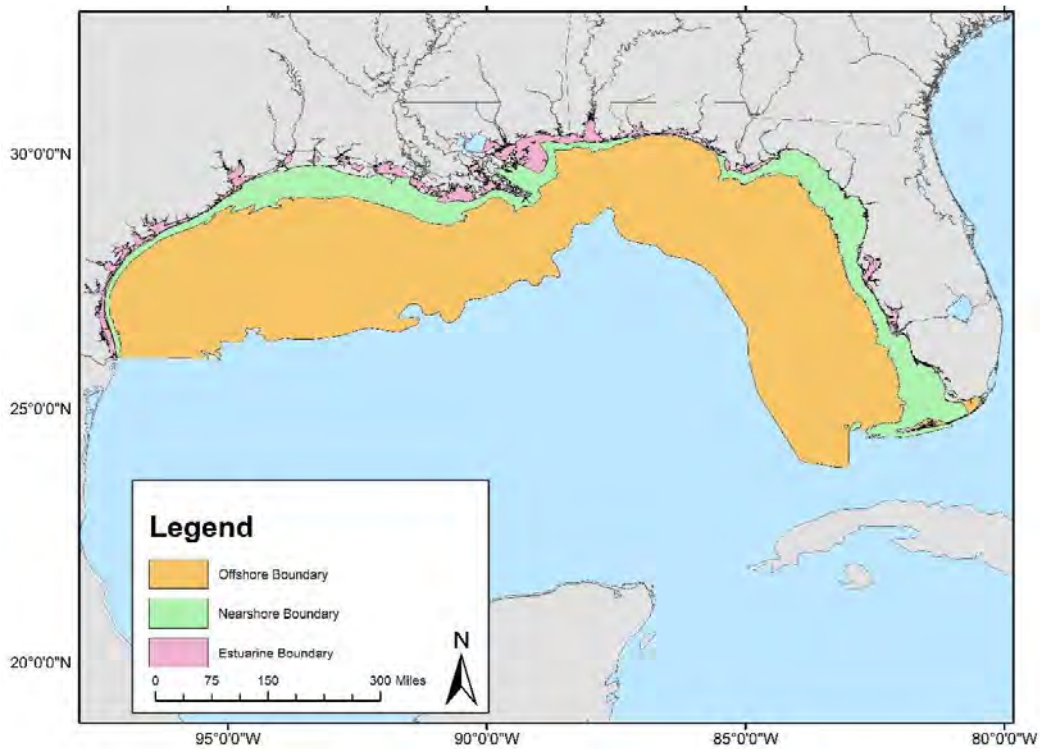 30°0'0"N
25°0'0"N
20°0'0"N
Legend
Offshore Boundary
Nearshore Boundary
Estuarine Boundary
N
0 75 150 300 Miles
95°0'0"W 90°0'0"W 85°0'0"W 80°0'0"W